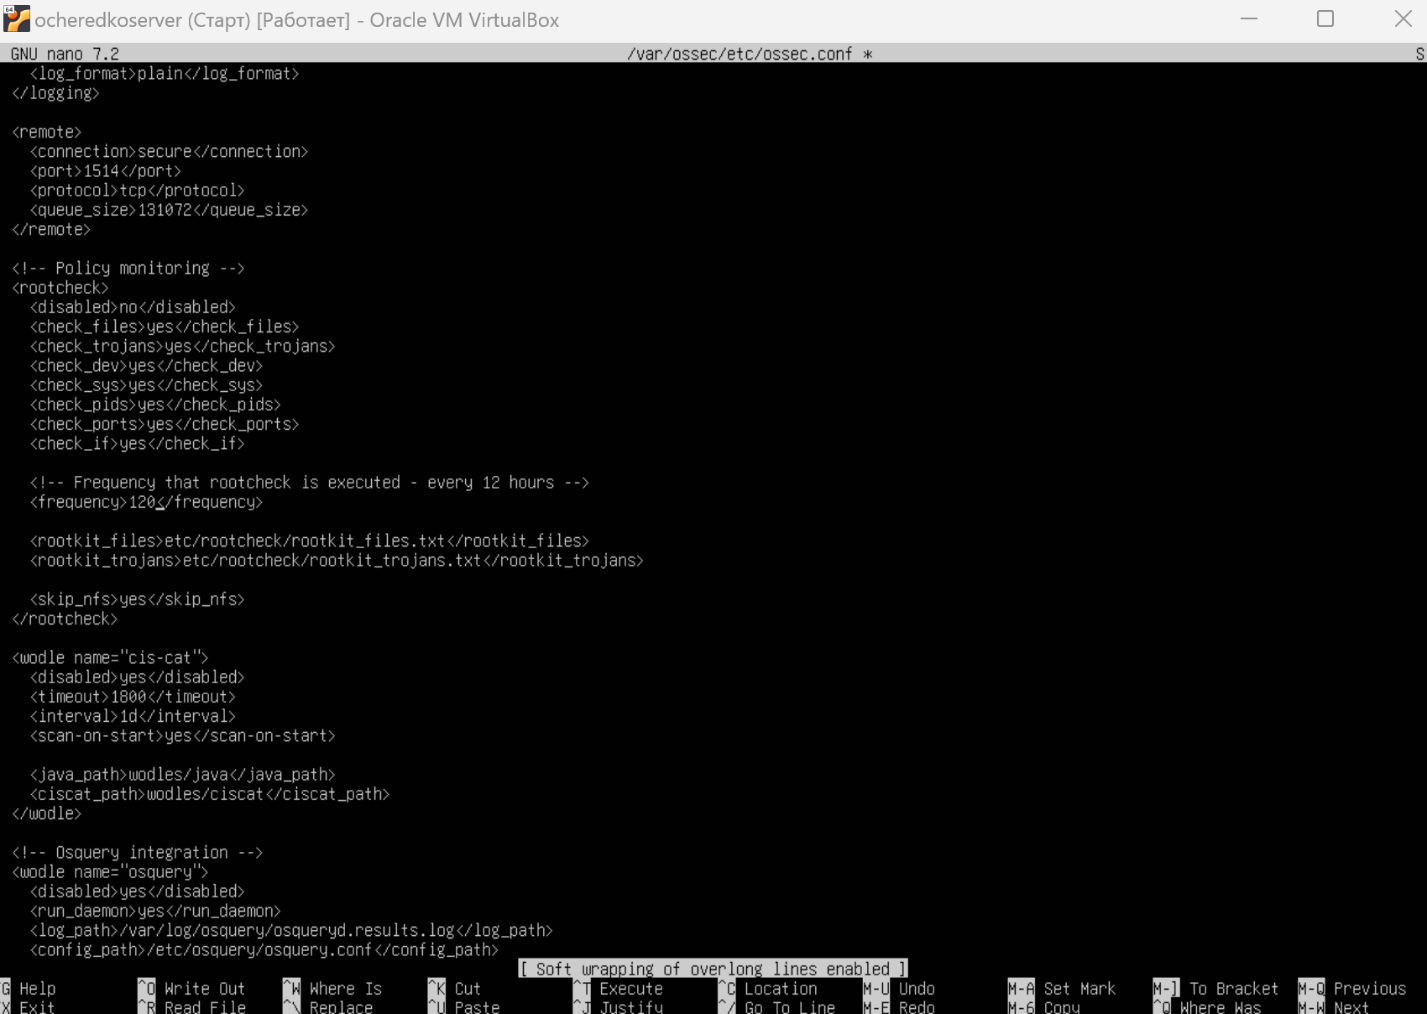 64
ocheredkoserver (Старт) [Работает] - Oracle VM VirtualBox
GNU nano 7.2 /var/ossec/etc/ossec.conf * S
<log_format>plain</log_format>
</logging>
<remote>
<connection>secure</connection>
<port>1514</port>
<protocol>tcp</protocol>
<queue_size>131072</queue_size>
</remote>
<!-- Policy monitoring -->
<rootcheck>
<disabled>no</disabled>
<check_files>yes</check_files>
<check_trojans>yes</check_trojans>
<check_dev>yes</check_dev>
<check_sys>yes</check_sys>
<check_pids>yes</check_pids>
<check_ports>yes</check_ports>
<check_if>yes</check_if>
<!-- Frequency that rootcheck is executed - every 12 hours -->
<frequency>120</frequency>
<rootkit_files>etc/rootcheck/rootkit_files.txt</rootkit_files>
<rootkit_trojans>etc/rootcheck/rootkit_trojans.txt</rootkit_trojans>
<skip_nfs>yes</skip_nfs>
</rootcheck>
<wodle name="cis-cat">
<disabled>yes</disabled>
<timeout>1800</timeout>
<interval>1d</interval>
<scan-on-start>yes</scan-on-start>
<java_path>wodles/java</java_path>
<ciscat_path>wodles/ciscat</ciscat_path>
</wodle>
<!-- Osquery integration -->
<wodle name="osquery">
<disabled>yes</disabled>
<run_daemon>yes</run_daemon>
<log_path>/var/log/osquery/osqueryd.results.log</log_path>
<config_path>/etc/osquery/osquery.conf</config_path>
[ Soft wrapping of overlong lines enabled ]
G Help ^O Write Out ^W Where Is ^K Cut ^T Execute ^C Location M-U Undo M-A Set Mark M-] To Bracket M-Q Previous
X Exit ^R Read File ^\ Replace ^U Paste ^J Justify ^/ Go To Line M-E Redo M-6 Copy ^Q Where Was M-W Next